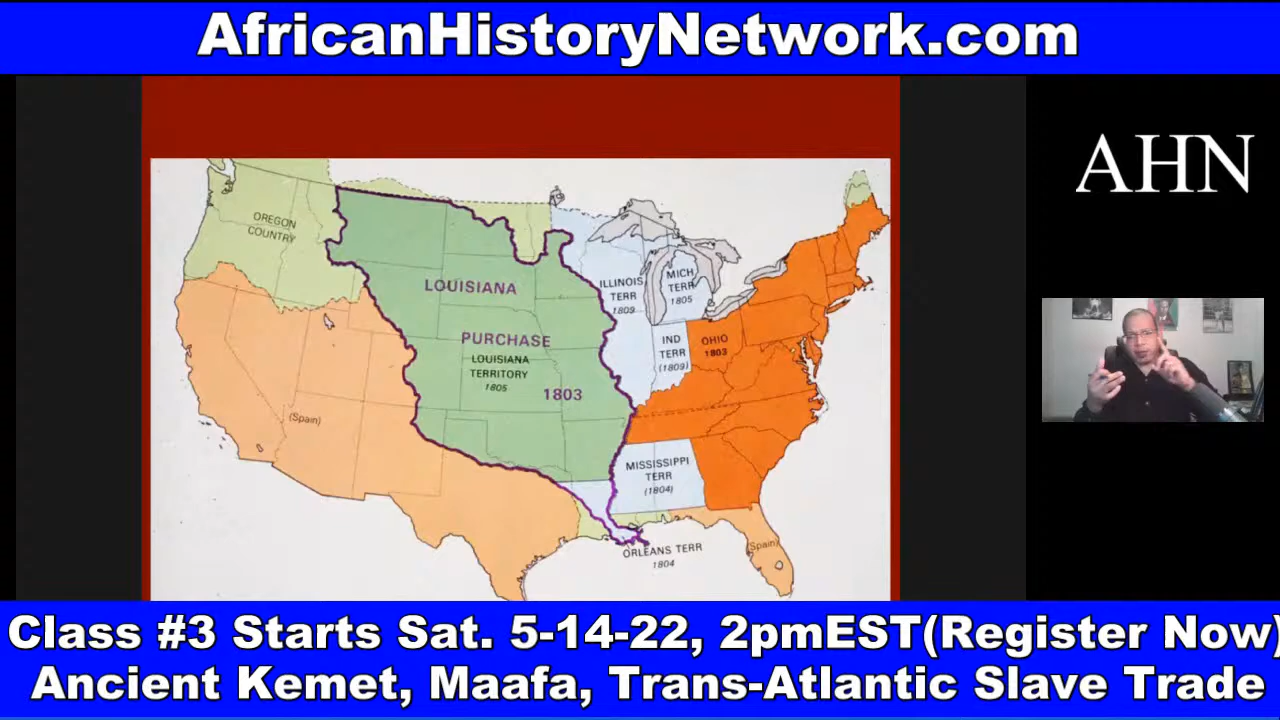 AfricanHistoryNetwork.com
AHN
OREGON
COUNTRY
LOUISIANA
PURCHASE
LOUISIANA
TERRITORY
1805
1803
ILLINOIS
TERR
1809
MICH
TERR
1805
IND
TERR
(1809)
OHIO
1803
(Spain)
MISSISSIPPI
TERR
(1804)
(Spain)
ORLEANS TERR
1804
Class #3 Starts Sat. 5-14-22, 2pmEST(Register Now)
Ancient Kemet, Maafa, Trans-Atlantic Slave Trade